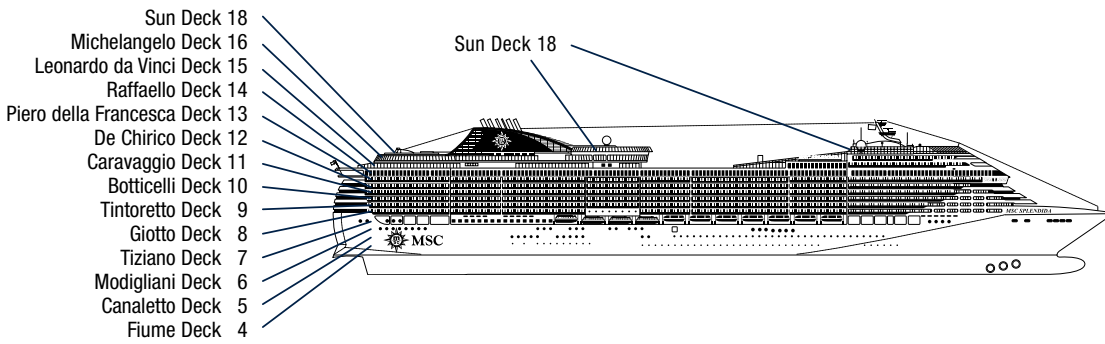 Sun Deck 18
Michelangelo Deck 16
Leonardo da Vinci Deck 15
Raffaello Deck 14
Piero della Francesca Deck 13
De Chirico Deck 12
Caravaggio Deck 11
Botticelli Deck 10
Tintoretto Deck 9
Giotto Deck 8
Tiziano Deck 7
Modigliani Deck 6
Canaletto Deck 5
Fiume Deck 4
Sun Deck 18
MSC SPLENDIDA
MSC